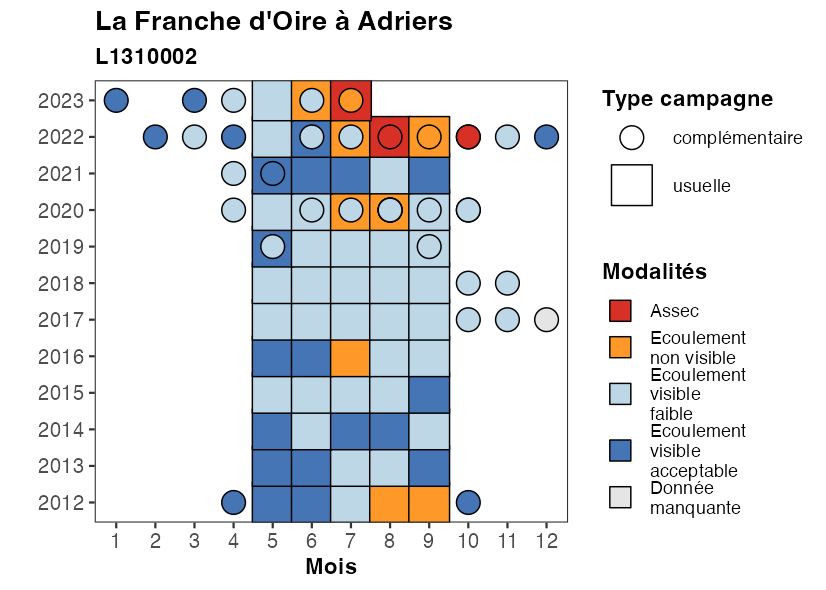 La Franche d'Oire à Adriers
L1310002
2023
2022
2021
2020
2019
2018
2017
2016
2015
2014
2013
2012
1 2 3 4 5 6 7 8 9 10 11 12
Mois
Type campagne
complémentaire
usuelle
Modalités
Assec
Ecoulement
non visible
Ecoulement
visible
faible
Ecoulement
visible
acceptable
Donnée
manquante